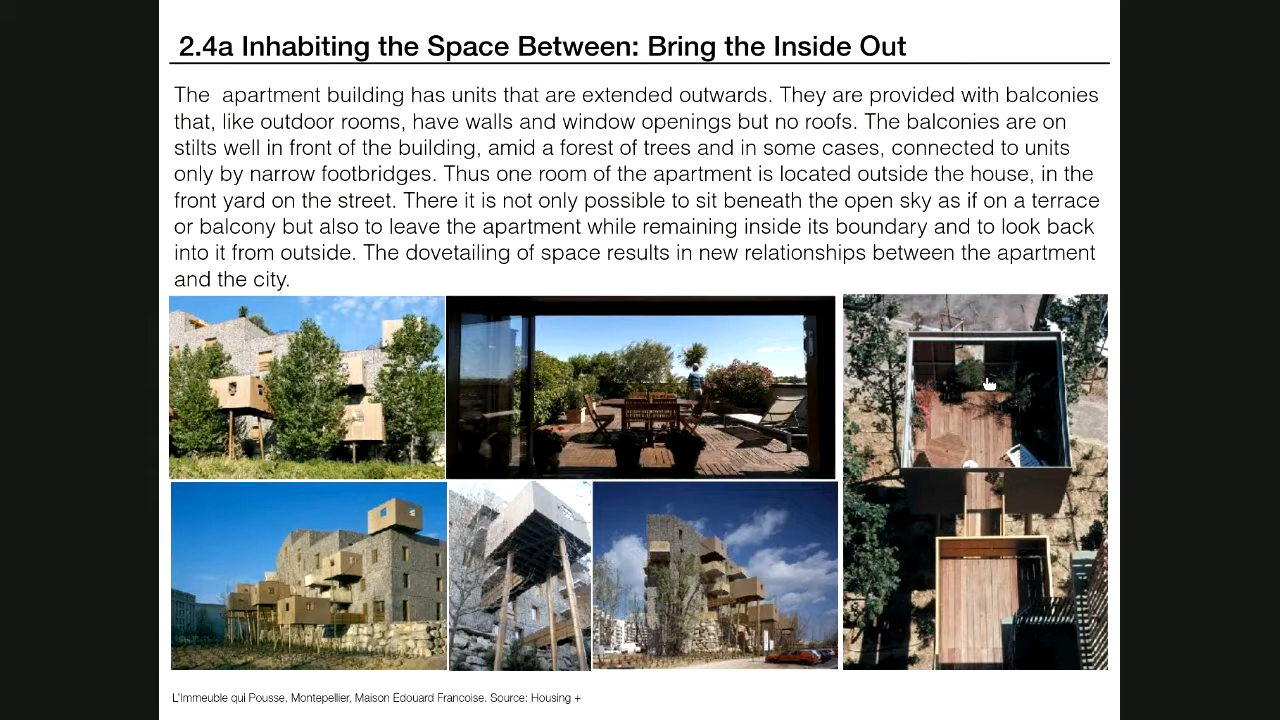 2.4a Inhabiting the Space Between: Bring the Inside Out
The apartment building has units that are extended outwards. They are provided with balconies
that, like outdoor rooms, have walls and window openings but no roofs. The balconies are on
stilts well in front of the building, amid a forest of trees and in some cases, connected to units
only by narrow footbridges. Thus one room of the apartment is located outside the house, in the
front yard on the street. There it is not only possible to sit beneath the open sky as if on a terrace
or balcony but also to leave the apartment while remaining inside its boundary and to look back
into it from outside. The dovetailing of space results in new relationships between the apartment
and the city.
L'Immeuble qui Pousse, Montepellier, Maison Edouard Francoise. Source: Housing +